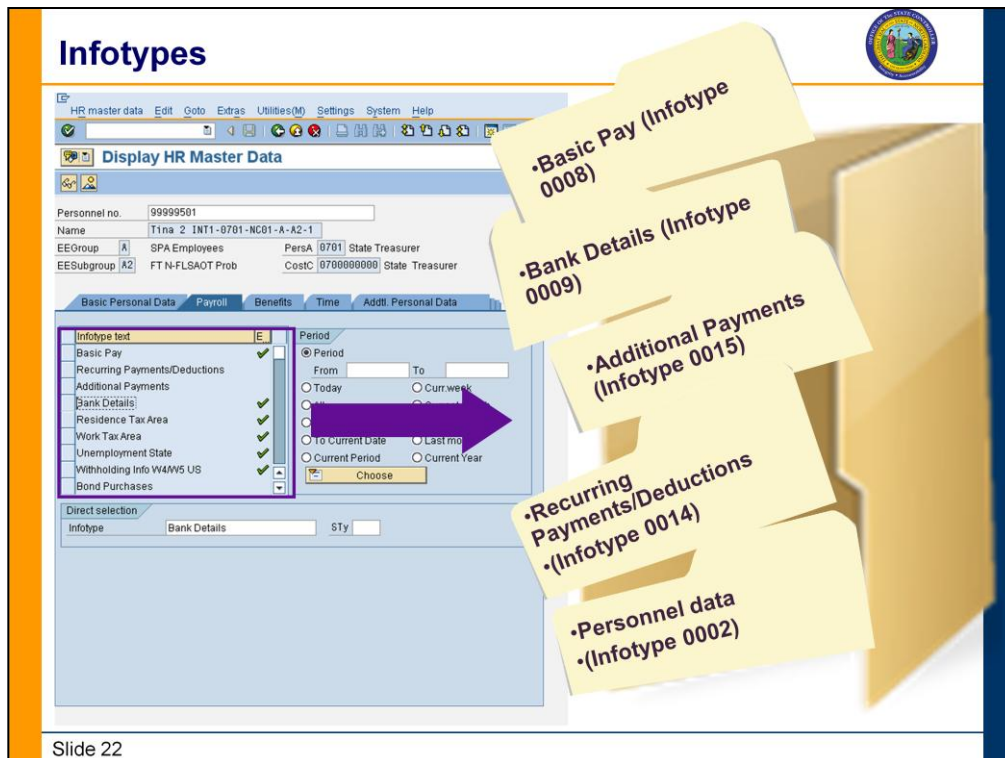 Infotypes
HR master data Edit Goto Extras Utilities(M) Settings System Help
Display HR Master Data
Personnel no. 99999501
Name Tina 2 INT1-0701-NC01-A-A2-1
EEGroup A SPA Employees PersA 0701 State Treasurer
EESubgroup A2 FT N-FLSAOT Prob CostC 0700000000 State Treasurer
Basic Personal Data Payroll Benefits Time Addtl. Personal Data
Infotype text E.
Basic Pay
Recurring Payments/Deductions
Additional Payments
Bank Details
Residence Tax Area
Work Tax Area
Unemployment State
Withholding Info W4/W5 US
Bond Purchases
Period
Period
From To
Today Curr.week
To Current Date
Current Period Current Year
Choose
Direct selection
Infotype Bank Details STy
•Basic Pay (Infotype
0008)
•Bank Details (Infotype
0009)
•Additional Payments
(Infotype 0015)
•Recurring
Payments/Deductions
•(Infotype 0014)
•Personnel data
•(Infotype 0002)
Slide 22